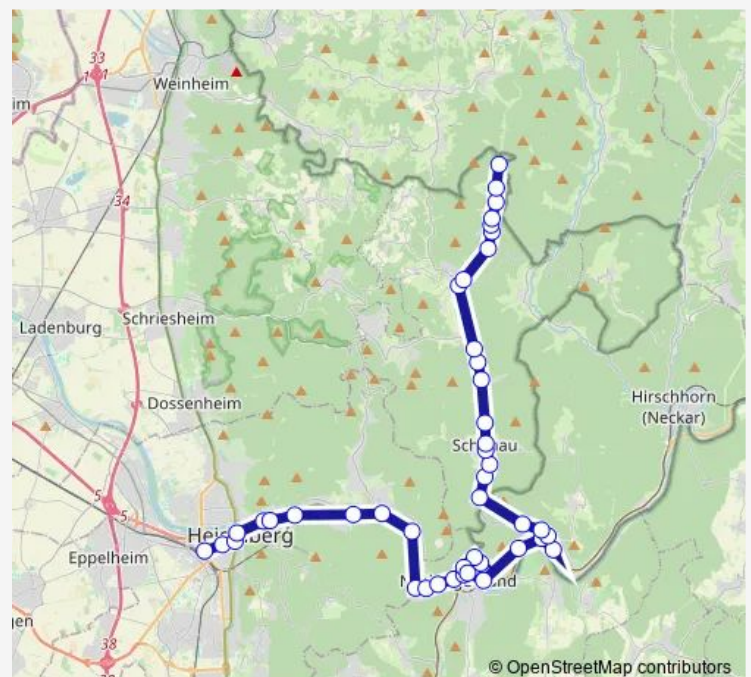 33
Weinheim
34
Ladenburg
Schriesheim
Dossenheim
Hirschhorn
(Neckar)
5
5
Eppelheim
38
© OpenStreetMap contributors